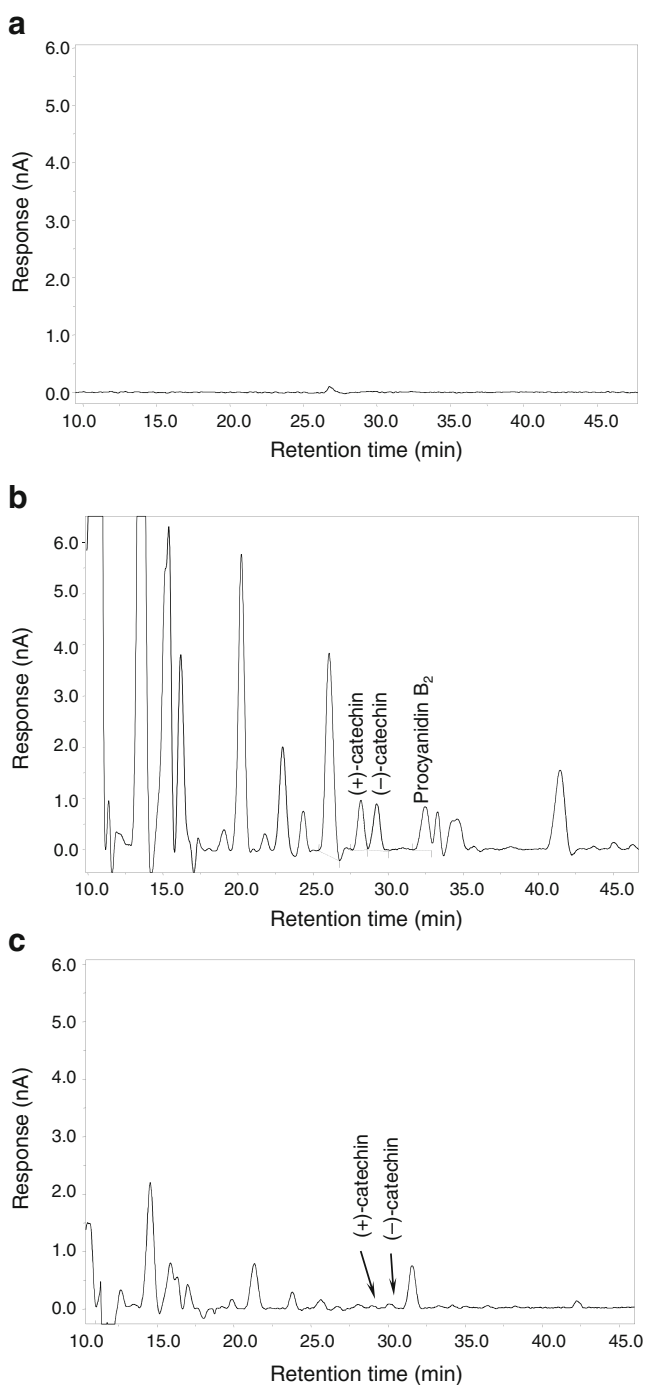 a
6.0
5.0
4.0
3.0
2.0
1.0
0.0
Response (nA)
10.0 15.0 20.0 25.0 30.0 35.0 40.0 45.0
Retention time (min)
b
6.0
5.0
4.0
3.0
2.0
1.0
0.0
Response (nA)
(+)-catechin
(−)-catechin
Procyanidin B₂
10.0 15.0 20.0 25.0 30.0 35.0 40.0 45.0
Retention time (min)
c
6.0
5.0
4.0
3.0
2.0
1.0
0.0
Response (nA)
(+)-catechin
(−)-catechin
10.0 15.0 20.0 25.0 30.0 35.0 40.0 45.0
Retention time (min)